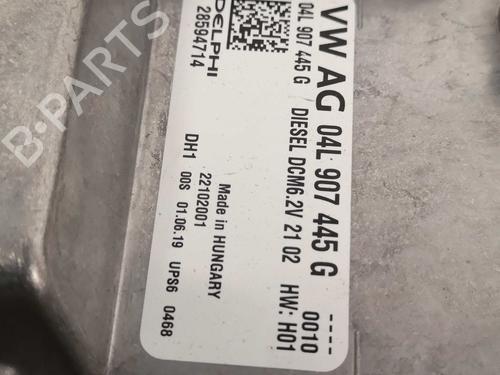 VW AG 04L 907 445 G
----
04L 907 445 G
DIESEL DCM6.2V 21 02
0010
HW: H01
DELPHI
28594714
DH1
Made in HUNGARY
22102001
00S 01.06.19 UPS6 0468
B-PARTS